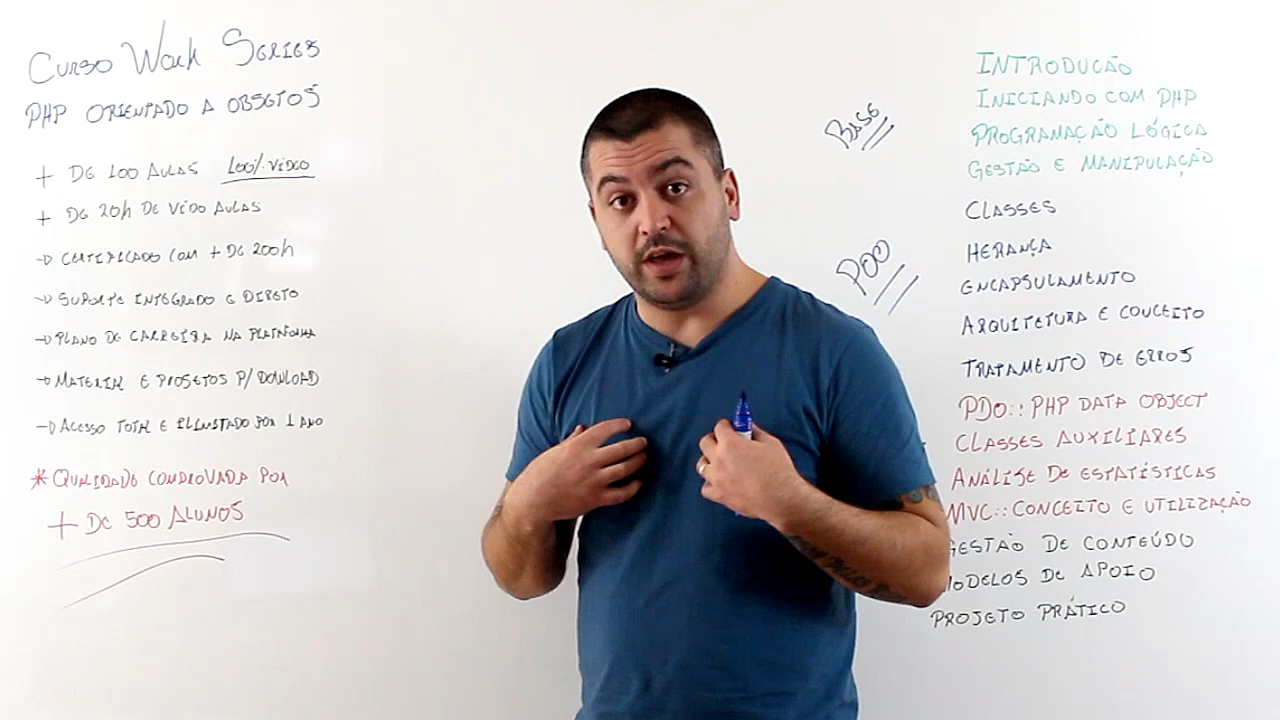 CURSO WORK SERIES
PHP ORIENTADO A OBJETOS
+ DE 100 AULAS 100% VÍDEO
+ DE 20h DE VÍDO AULAS
→ CERTIFICADO COM + DE 200h
→ SUPORTE INTEGRADO E DIRETO
→ PLANO DE CARREIRA NA PLATAFORMA
→ MATERIAL E PROJETOS P/ DOWLOAD
→ ACESSO TOTAL E ILIMITADO POR 1 ANO
* QUALIDADE COMPROVADA POR
+ DE 500 ALUNOS
BASE
POO
INTRODUÇÃO
INICIANDO COM PHP
PROGRAMAÇÃO LÓGICA
GESTÃO E MANIPULAÇÃO
CLASSES
HERANÇA
ENCAPSULAMENTO
ARQUITETURA E CONCEITO
TRATAMENTO DE ERROS
PDO:: PHP DATA OBJECT
CLASSES AUXILIARES
ANÁLISE DE ESTATÍSTICAS
MVC:: CONCEITO E UTILIZAÇÃO
GESTÃO DE CONTEÚDO
MODELOS DE APOIO
PROJETO PRÁTICO